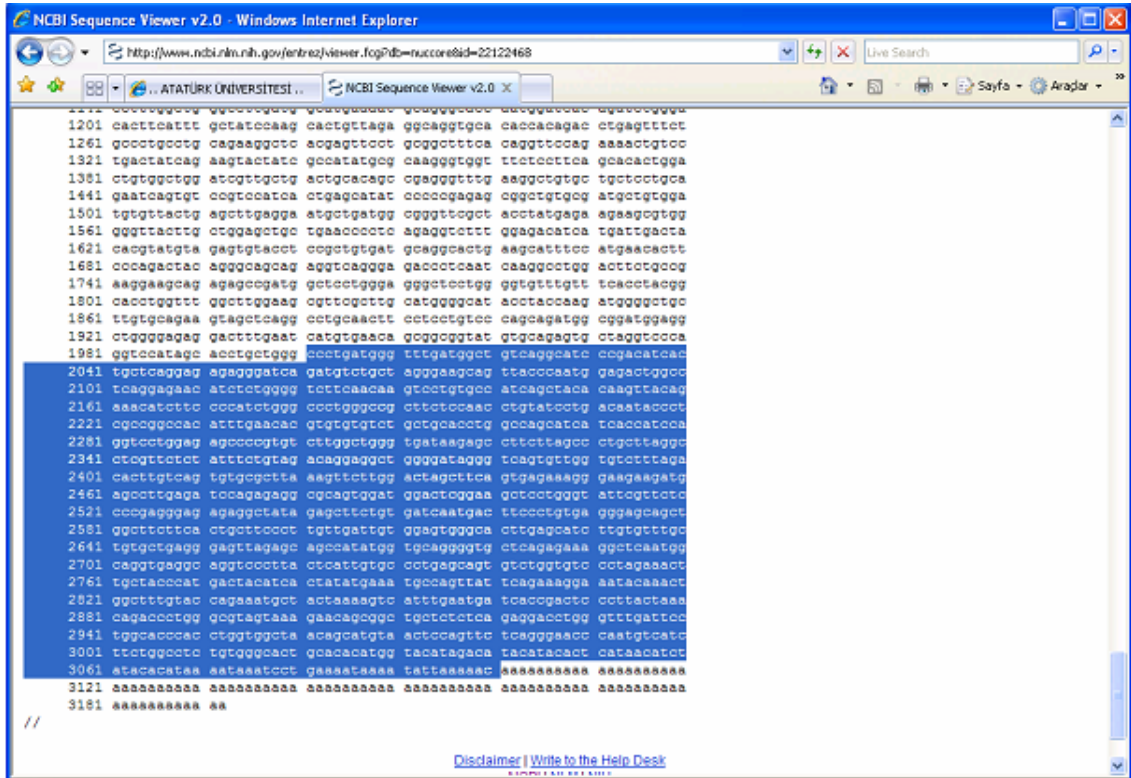 NCBI Sequence Viewer v2.0 - Windows Internet Explorer
http://www.ncbi.nlm.nih.gov/entrez/viewer.fcgi?db=nuccore&id=22122468
Live Search
.. ATATÜRK ÜNİVERSİTESİ ..
NCBI Sequence Viewer v2.0 X
Sayfa
Araçlar
1201 cacttcattt gctatccaag cactgttaga ggcaggtgca caccacagac ctgagtttct
1261 gccctgcctg cagaaggctc acgagttcct gcggctttca caggttccag aaaactgtcc
1321 tgactatcag aagtactatc gccatatgcg caagggtggt ttctccttca gcacactgga
1381 ctgtggctgg atcgttgctg actgcacagc cgagggtttg aaggctgtgc tgctcctgca
1441 gaatcagtgt ccgtccatca ctgagcatat cccccgagag cggctgtgcg atgctgtgga
1501 tgtgttactg agcttgagga atgctgatgg cgggttcgct acctatgaga agaagcgtgg
1561 gggttacttg ctggagctgc tgaacccctc agaggtcttt ggagacatca tgattgacta
1621 cacgtatgta gagtgtacct ccgctgtgat gcaggcactg aagcatttcc atgaacactt
1681 cccagactac agggcagcag aggtcaggga gaccctcaat caaggcctgg acttctgccg
1741 aaggaagcag agagccgatg gctcctggga gggctcctgg ggtgtttgtt tcacctacgg
1801 cacctggttt ggcttggaag cgttcgcttg catggggcat acctaccaag atggggctgc
1861 ttgtgcagaa gtagctcagg cctgcaactt cctcctgtcc cagcagatgg cggatggagg
1921 ctggggagag gactttgaat catgtgaaca gcggcggtat gtgcagagtg ctaggtccca
1981 ggtccatagc acctgctggg ccctgatggg tttgatggct gtcaggcatc ccgacatcac
2041 tgctcaggag agagggatca gatgtctgct agggaagcag ttacccaatg gagactggcc
2101 tcaggagaac atctctgggg tcttcaacaa gtcctgtgcc atcagctaca caagttacag
2161 aaacatcttc cccatctggg ccctgggccg cttctccaac ctgtatcctg acaataccct
2221 cgccggccac atttgaacac gtgtgtgtct gctgcacctg gccagcatca tcaccatcca
2281 ggtcctggag agccccgtgt cttggctggg tgataagagc cttcttagcc ctgcttaggc
2341 ctcgttctct atttctgtag acaggaggct ggggataggg tcagtgttgg tgtctttaga
2401 cacttgtcag tgtgcgctta aagttcttgg actagcttca gtgagaaagg gaagaagatg
2461 agccttgaga tccagagagg cgcagtggat ggactcggaa gctcctgggt attcgttctc
2521 cccgagggag agaggctata gagcttctgt gatcaatgac ttccctgtga gggagcagct
2581 ggcttcttca ctgcttccct tgttgattgt ggagtgggca cttgagcatc ttgtgtttgc
2641 tgtgctgagg gagttagagc agccatatgg tgcaggggtg ctcagagaaa ggctcaatgg
2701 caggtgaggc aggtccctta ctcattgtgc cctgagcagt gtctggtgtc ccctagaaact
2761 tgctacccat gactacatca ctatatgaaa tgccagttat tcagaaagga aatacaaact
2821 ggctttgtac cagaaatgct actaaaagtc atttgaatga tcaccgactc ccttactaaa
2881 cagaccctgg gcgtagtaaa gaacagcggc tgctctctca gaggacctgg gtttgattcc
2941 tggcacccac ctggtggcta acagcatgta actccagttc tcagggaacc caatgtcatc
3001 ttctggcctc tgtgggcact gcacacatgg tacatagaca tacatacact cataacatct
3061 atacacataa aataaatcct gaaaataaaa tattaaaaac aaaaaaaaaa aaaaaaaaaa
3121 aaaaaaaaaa aaaaaaaaaa aaaaaaaaaa aaaaaaaaaa aaaaaaaaaa aaaaaaaaaa
3181 aaaaaaaaaa aa
//
Disclaimer | Write to the Help Desk